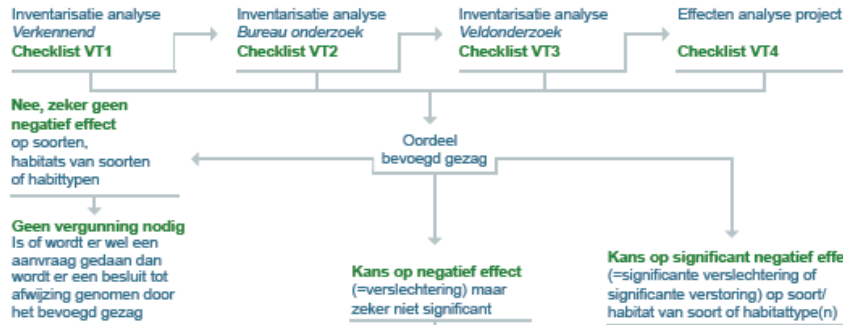 Inventarisatie analyse
Verkennend
Checklist VT1
Inventarisatie analyse
Bureau onderzoek
Checklist VT2
Inventarisatie analyse
Veldonderzoek
Checklist VT3
Effecten analyse project
Checklist VT4
Nee, zeker geen
negatief effect
op soorten,
habitats van soorten
of habittypen
Oordeel
bevoegd gezag
Geen vergunning nodig
Is of wordt er wel een
aanvraag gedaan dan
wordt er een besluit tot
afwijzing genomen door
het bevoegd gezag
Kans op negatief effect
(=verslechtering) maar
zeker niet significant
Kans op significant negatief effe
(=significante verslechtering of
significante verstoring) op soort/
habitat van soort of habitattype(n)